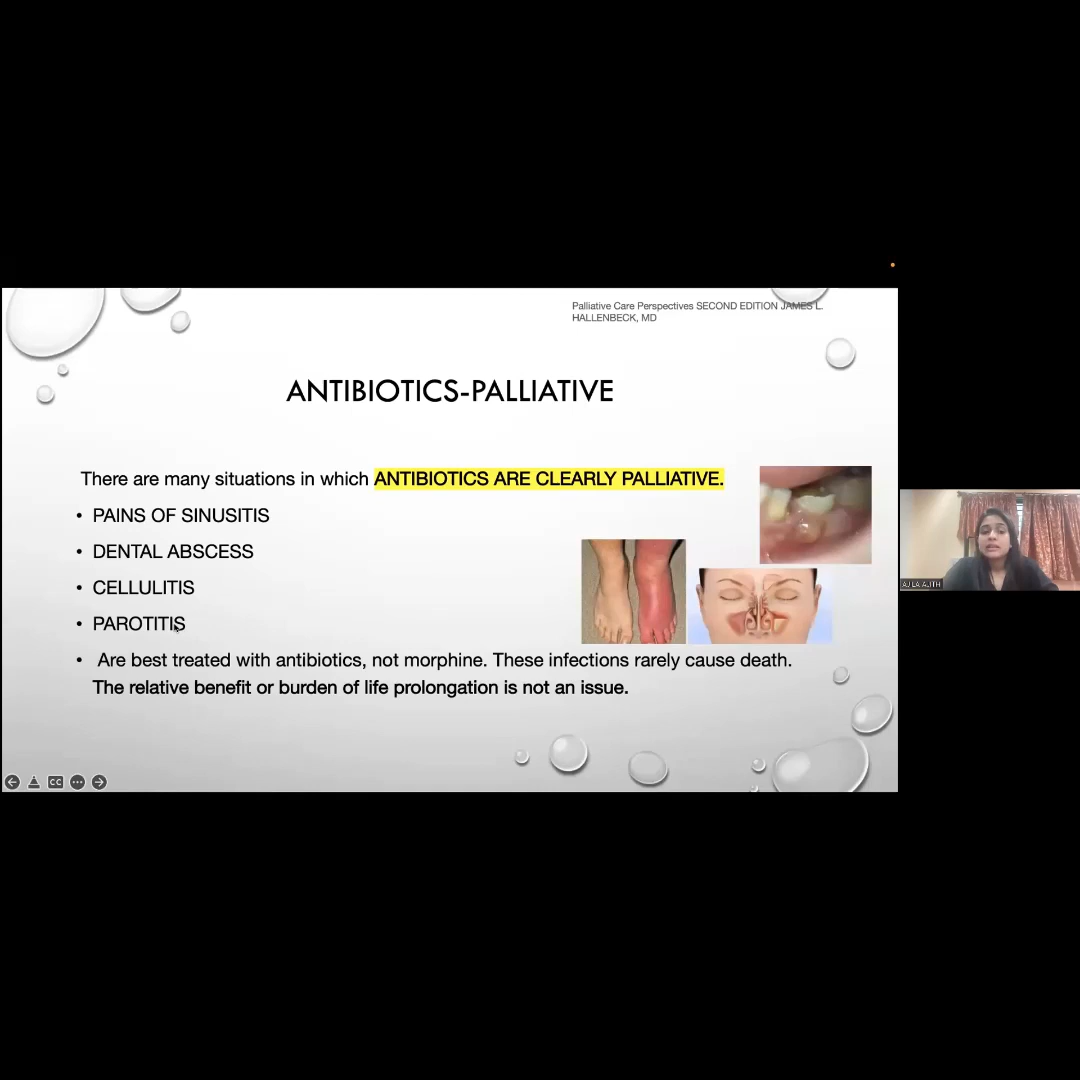 Palliative Care Perspectives SECOND EDITION JAMES L.
HALLENBECK, MD
ANTIBIOTICS-PALLIATIVE
There are many situations in which ANTIBIOTICS ARE CLEARLY PALLIATIVE.
• PAINS OF SINUSITIS
• DENTAL ABSCESS
• CELLULITIS
• PAROTITIS
• Are best treated with antibiotics, not morphine. These infections rarely cause death.
The relative benefit or burden of life prolongation is not an issue.
CC